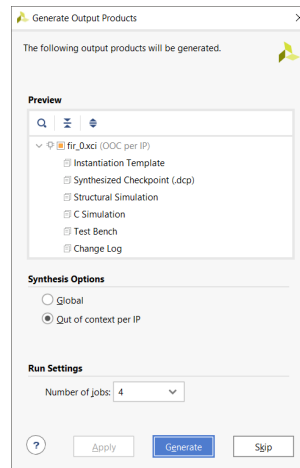 Generate Output Products
The following output products will be generated.
Preview
fir_0.xci (OOC per IP)
Instantiation Template
Synthesized Checkpoint (.dcp)
Structural Simulation
C Simulation
Test Bench
Change Log
Synthesis Options
Global
Out of context per IP
Run Settings
Number of jobs: 4
? Apply Generate Skip